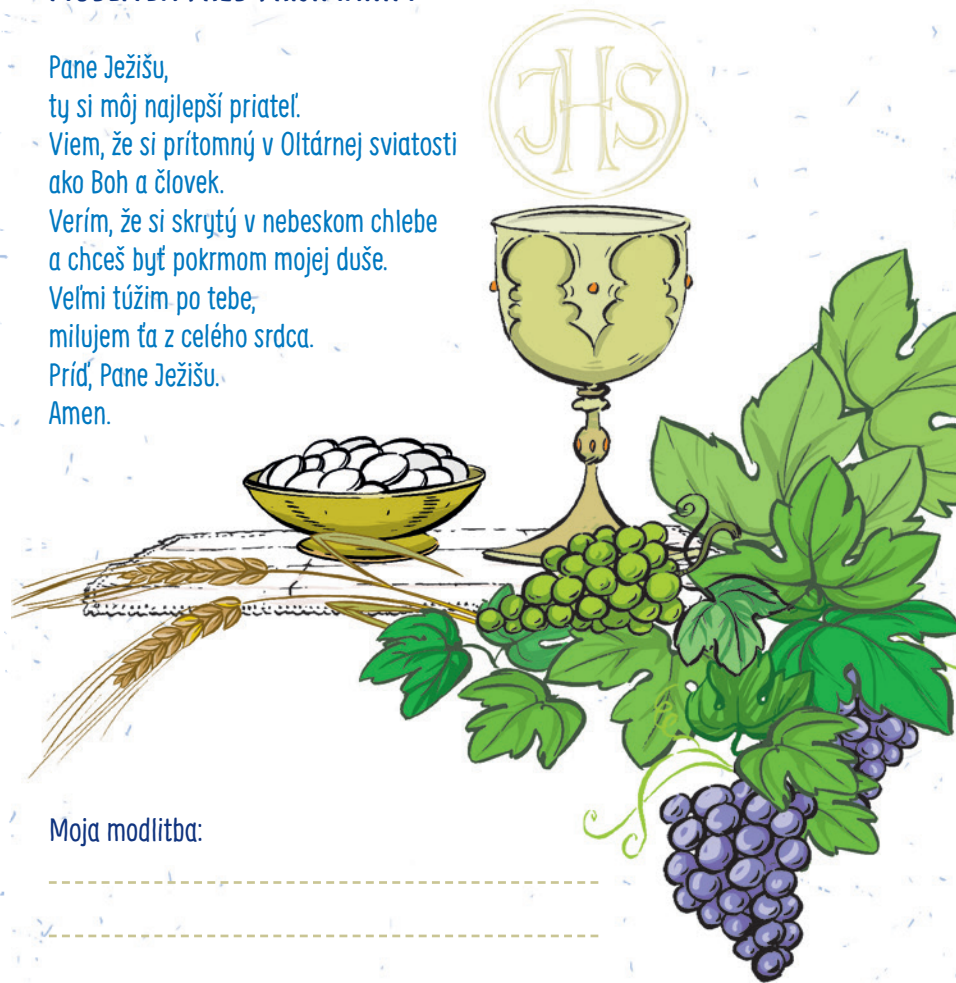 Pane Ježišu,
ty si môj najlepší priateľ.
Viem, že si prítomný v Oltárnej sviatosti
ako Boh a človek.
Verím, že si skrytý v nebeskom chlebe
a chceš byť pokrmom mojej duše.
Veľmi túžim po tebe,
milujem ťa z celého srdca.
Príď, Pane Ježišu.
Amen.
JHS
Moja modlitba: